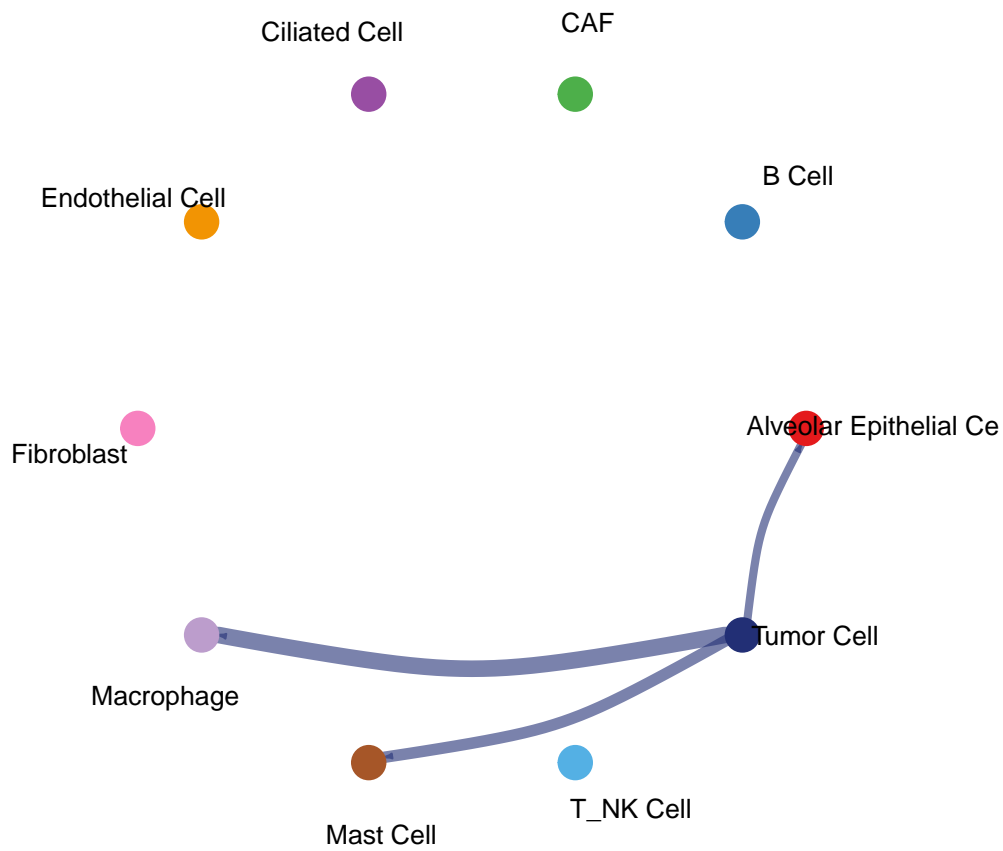 CAF
Ciliated Cell
B Cell
Endothelial Cell
Alveolar Epithelial Ce
Fibroblast
Tumor Cell
Macrophage
T_NK Cell
Mast Cell